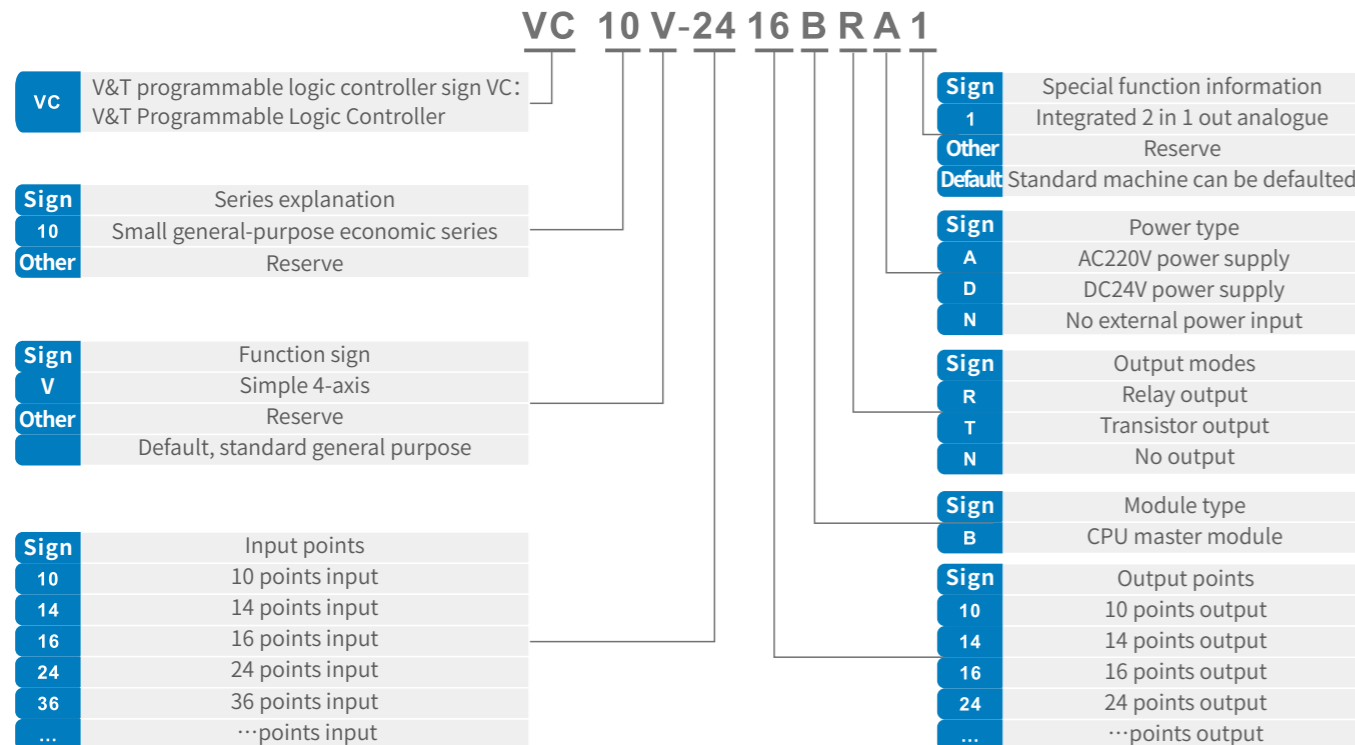 VC 10 V-24 16 B R A 1
VC
V&T programmable logic controller sign VC:
V&T Programmable Logic Controller
Sign Series explanation
10 Small general-purpose economic series
Other Reserve
Sign Function sign
V Simple 4-axis
Other Reserve
Default, standard general purpose
Sign Input points
10 10 points input
14 14 points input
16 16 points input
24 24 points input
36 36 points input
... ···points input
Sign Special function information
1 Integrated 2 in 1 out analogue
Other Reserve
Default Standard machine can be defaulted
Sign Power type
A AC220V power supply
D DC24V power supply
N No external power input
Sign Output modes
R Relay output
T Transistor output
N No output
Sign Module type
B CPU master module
Sign Output points
10 10 points output
14 14 points output
16 16 points output
24 24 points output
... ···points output